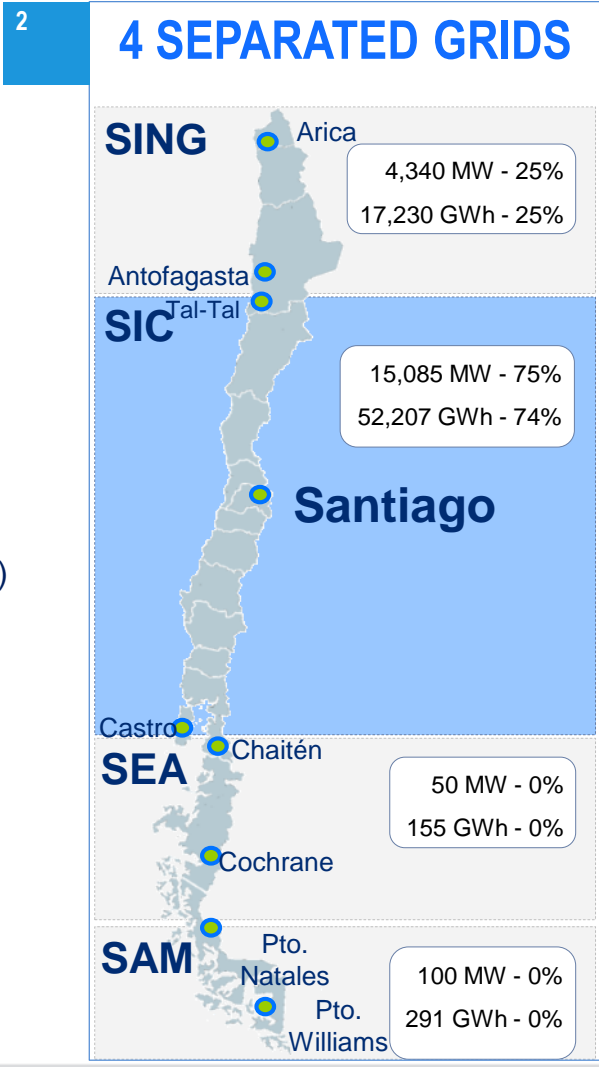 2
4 SEPARATED GRIDS
SING
Arica
4,340 MW - 25%
17,230 GWh - 25%
Antofagasta
Tal-Tal
SIC
15,085 MW - 75%
52,207 GWh - 74%
Santiago
)
Castro
Chaitén
SEA
50 MW - 0%
155 GWh - 0%
Cochrane
SAM
Pto.
Natales
100 MW - 0%
291 GWh - 0%
Pto.
Williams